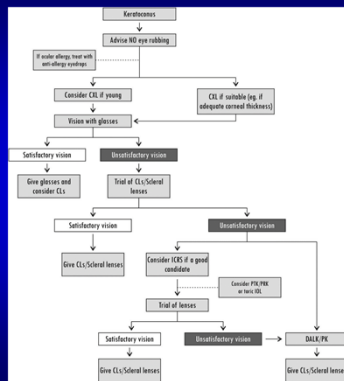 Keratoconus
Advise NO eye rubbing
If ocular allergy, treat with
anti-allergy eyedrops
Consider CXL if young
CXL if suitable (eg. if
adequate corneal thickness)
Vision with glasses
Satisfactory vision
Unsatisfactory vision
Give glasses and
consider CLs
Trial of CLs/Scleral
lenses
Satisfactory vision
Unsatisfactory vision
Give CLs/Scleral lenses
Consider ICRS if a good
candidate
Consider PTK/PRK
or toric IOL
Trial of lenses
Satisfactory vision
Unsatisfactory vision
DALK/PK
Give CLs/Scleral lenses
Give CLs/Scleral lenses